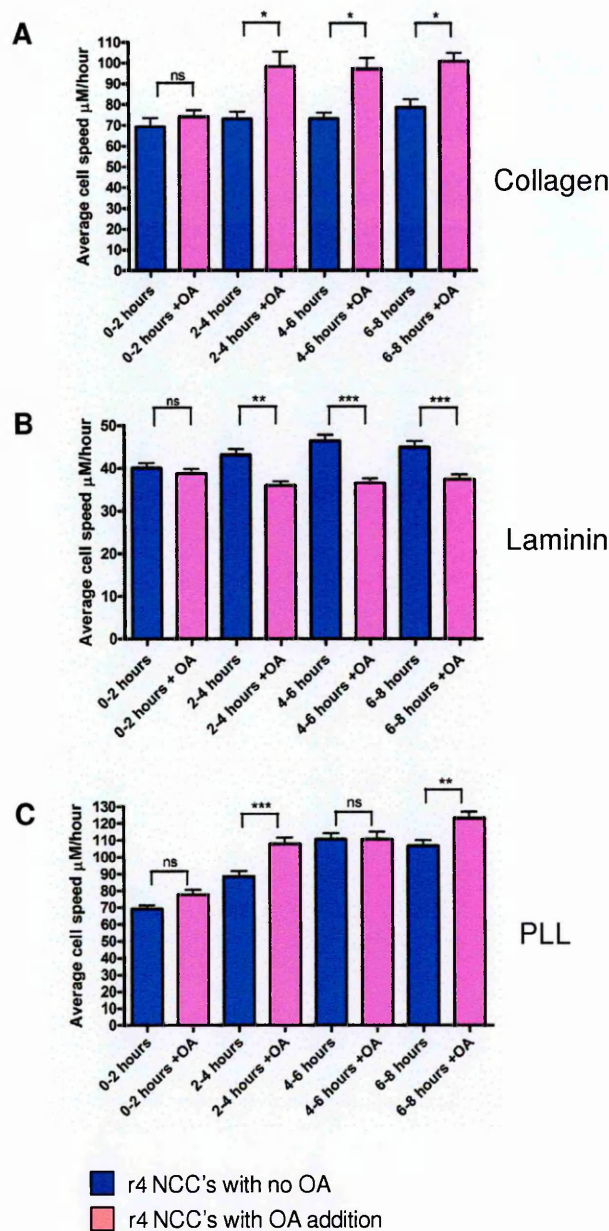 A
* * *
ns
Average cell speed µM/hour
110
100
90
80
70
60
50
40
30
20
10
0
0-2 hours
0-2 hours +OA
2-4 hours
2-4 hours +OA
4-6 hours
4-6 hours +OA
6-8 hours
6-8 hours +OA
Collagen
B
ns ** *** ***
Average cell speed µM/hour
50
40
30
20
10
0
0-2 hours
0-2 hours + OA
2-4 hours
2-4 hours +OA
4-6 hours
4-6 hours +OA
6-8 hours
6-8 hours +OA
Laminin
C
ns *** ns **
Average cell speed µM/hour
130
120
110
100
90
80
70
60
50
40
30
20
10
0
0-2 hours
0-2 hours +OA
2-4 hours
2-4 hours +OA
4-6 hours
4-6 hours +OA
6-8 hours
6-8 hours +OA
PLL
r4 NCC's with no OA
r4 NCC's with OA addition